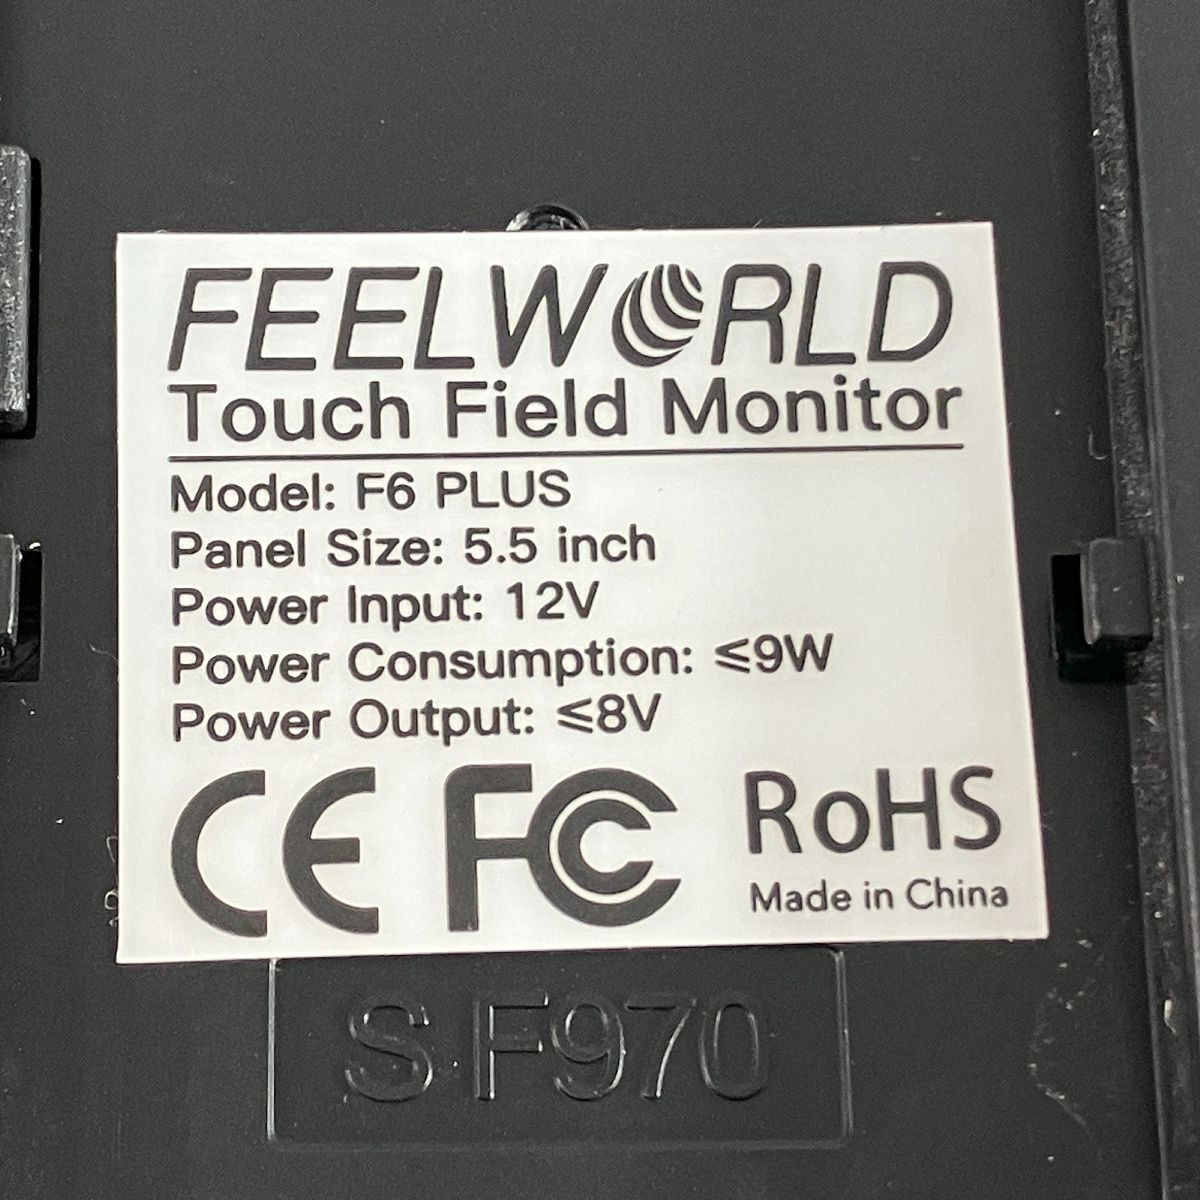 FEELWORLD
Touch Field Monitor
Model: F6 PLUS
Panel Size: 5.5 inch
Power Input: 12V
Power Consumption: ≤9W
Power Output: ≤8V
CE FC RoHS
Made in China
S F970